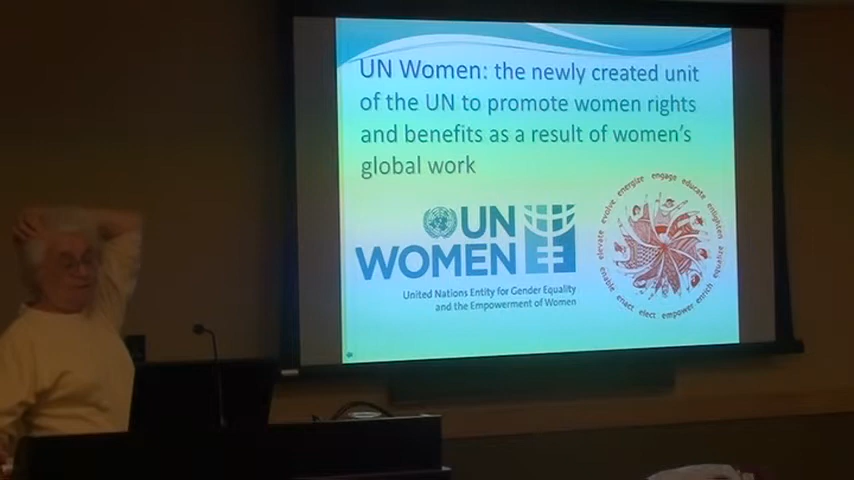 UN Women: the newly created unit
of the UN to promote women rights
and benefits as a result of women's
global work
UN
WOMEN
United Nations Entity for Gender Equality
and the Empowerment of Women
elevate evolve energize engage educate enlighten equalize enrich empower elect enact enable